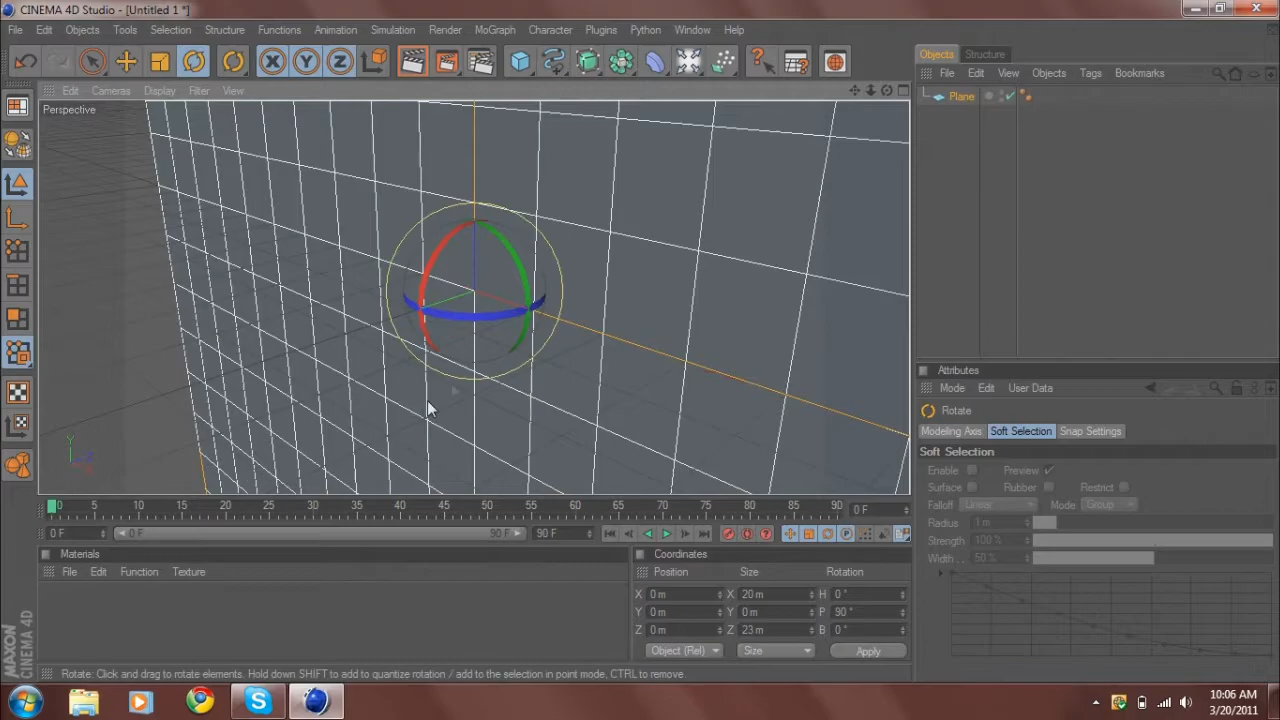 CINEMA 4D Studio - [Untitled 1 *]
File Edit Objects Tools Selection Structure Functions Animation Simulation Render MoGraph Character Plugins Python Window Help
Objects Structure
File Edit View Objects Tags Bookmarks
Edit Cameras Display Filter View
Plane
Perspective
X Y Z
Attributes
Mode Edit User Data
Rotate
Modeling Axis Soft Selection Snap Settings
Soft Selection
Enable Preview
Surface Rubber Restrict
Falloff Linear Mode Group
Radius 1 m
Strength 100 %
Width . . 50 %
Y
Z
X
0 5 10 15 20 25 30 35 40 45 50 55 60 65 70 75 80 85 90 0 F
0 F 0 F 90 F 90 F
Materials
File Edit Function Texture
Coordinates
Position Size Rotation
X 0 m X 20 m H 0 °
Y 0 m Y 0 m P 90 °
Z 0 m Z 23 m B 0 °
Object (Rel) Size Apply
MAXON
CINEMA 4D
Rotate: Click and drag to rotate elements. Hold down SHIFT to add to quantize rotation / add to the selection in point mode, CTRL to remove.
10:06 AM
3/20/2011